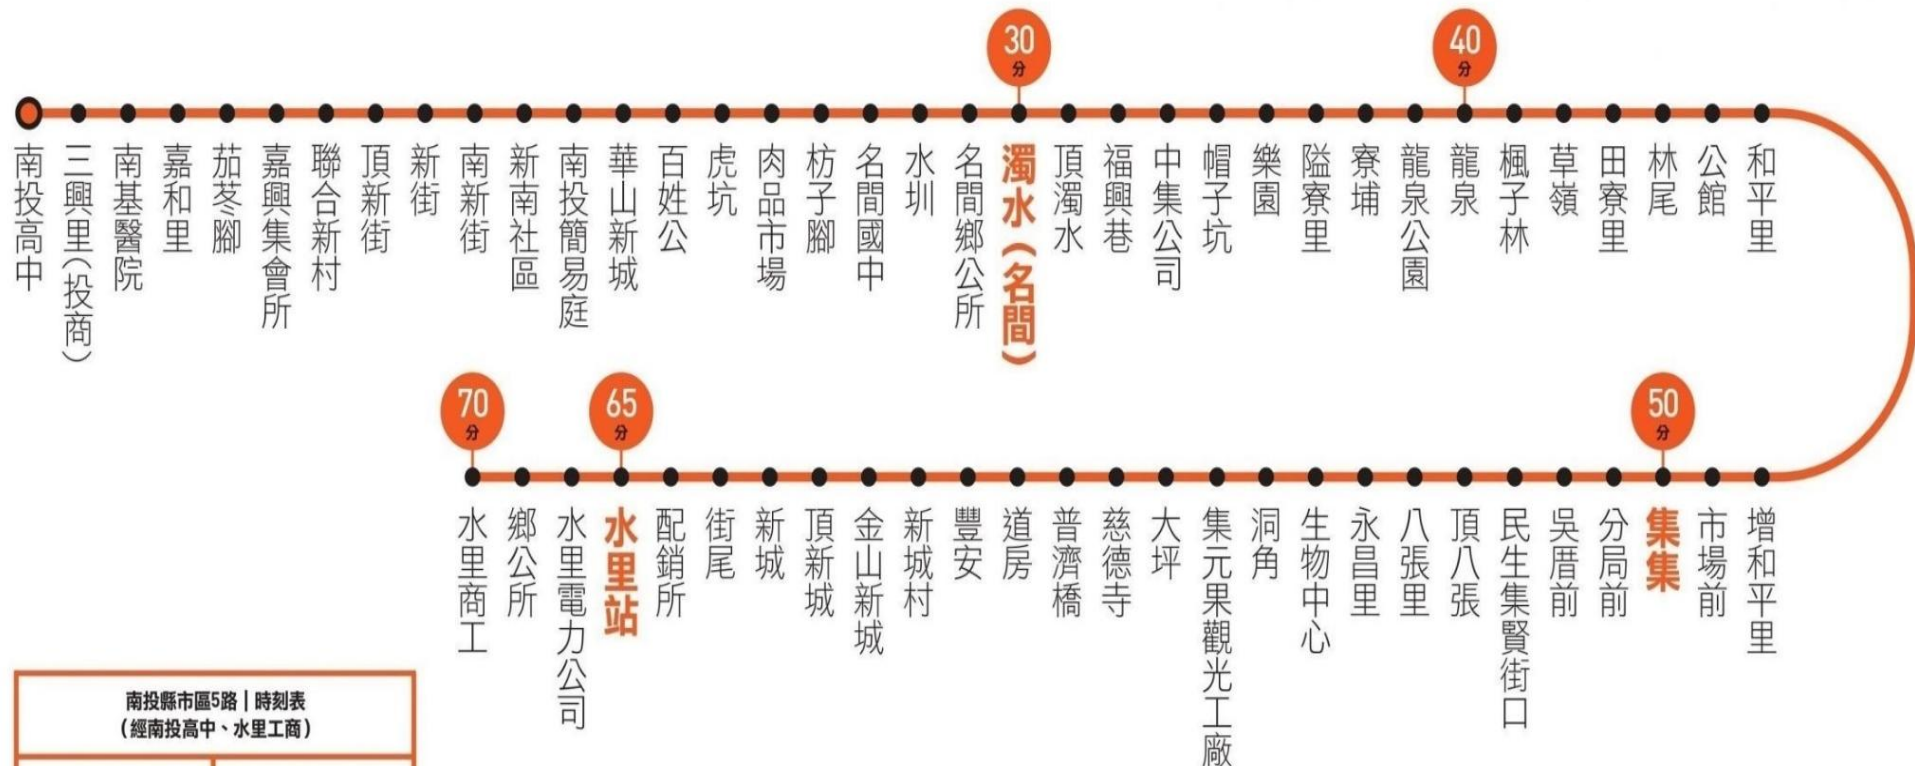 30
分
40
分
南投高中
三興里(投商)
南基醫院
嘉和里
茄苳腳
嘉興集會所
聯合新村
頂新街
新街
南新街
新南社區
南投簡易庭
華山新城
百姓公
虎坑
肉品市場
枋子腳
名間國中
水圳
名間鄉公所
濁水(名間)
頂濁水
福興巷
中集公司
帽子坑
樂園
隘寮里
寮埔
龍泉公園
龍泉
楓子林
草嶺
田寮里
林尾
公館
和平里
70
分
65
分
50
分
水里商工
鄉公所
水里電力公司
水里站
配銷所
街尾
新城
頂新城
金山新城
新城村
豐安
道房
普濟橋
慈德寺
大坪
集元果觀光工廠
洞角
生物中心
永昌里
八張里
頂八張
民生集賢街口
吳厝前
分局前
集集
市場前
增和平里
南投縣市區5路|時刻表
(經南投高中、水里工商)